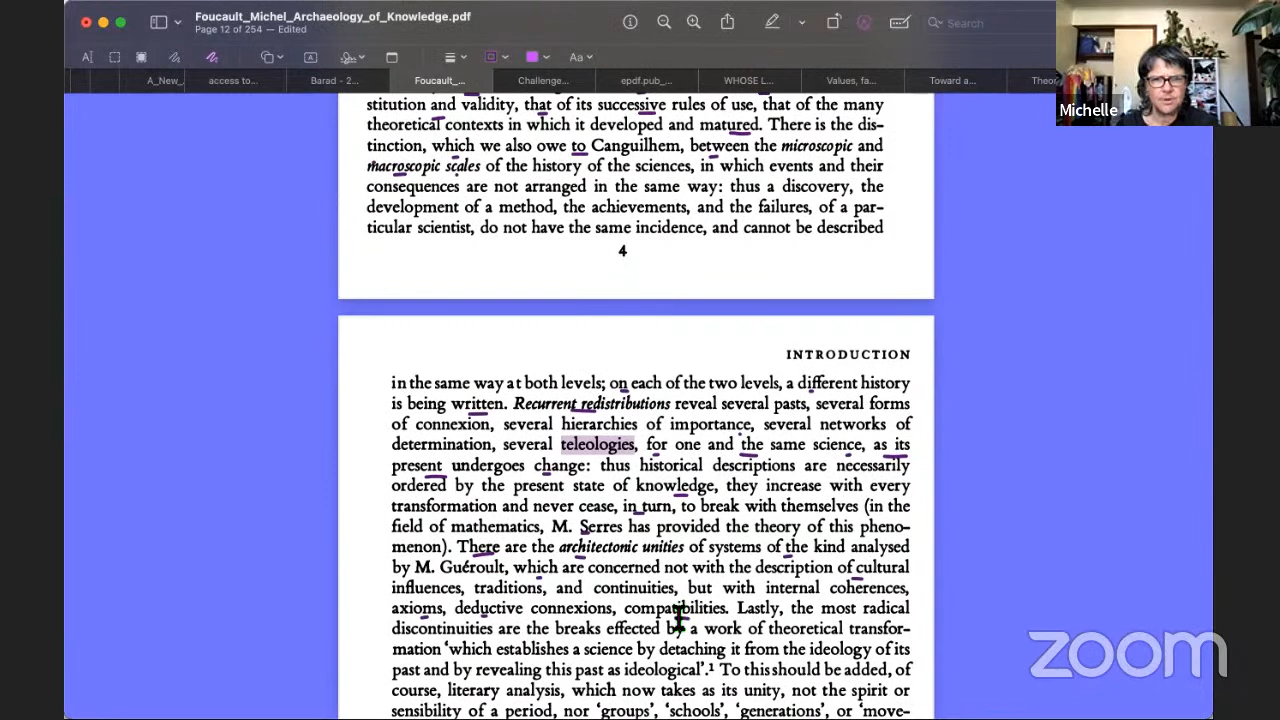 Foucault_Michel_Archaeology_of_Knowledge.pdf
Page 12 of 254 — Edited
Search
Aa
A_New_
access to...
Barad - 2...
Foucault_...
Challenge...
epdf.pub_...
WHOSE L...
Values, fa...
Toward a...
Theor
Michelle
stitution and validity, that of its successive rules of use, that of the many
theoretical contexts in which it developed and matured. There is the dis-
tinction, which we also owe to Canguilhem, between the microscopic and
macroscopic scales of the history of the sciences, in which events and their
consequences are not arranged in the same way: thus a discovery, the
development of a method, the achievements, and the failures, of a par-
ticular scientist, do not have the same incidence, and cannot be described
4
INTRODUCTION
in the same way at both levels; on each of the two levels, a different history
is being written. Recurrent redistributions reveal several pasts, several forms
of connexion, several hierarchies of importance, several networks of
determination, several teleologies, for one and the same science, as its
present undergoes change: thus historical descriptions are necessarily
ordered by the present state of knowledge, they increase with every
transformation and never cease, in turn, to break with themselves (in the
field of mathematics, M. Serres has provided the theory of this pheno-
menon). There are the architectonic unities of systems of the kind analysed
by M. Guéroult, which are concerned not with the description of cultural
influences, traditions, and continuities, but with internal coherences,
axioms, deductive connexions, compatibilities. Lastly, the most radical
discontinuities are the breaks effected by a work of theoretical transfor-
mation ‘which establishes a science by detaching it from the ideology of its
past and by revealing this past as ideological’.¹ To this should be added, of
course, literary analysis, which now takes as its unity, not the spirit or
sensibility of a period, nor ‘groups’, ‘schools’, ‘generations’, or ‘move-
zoom